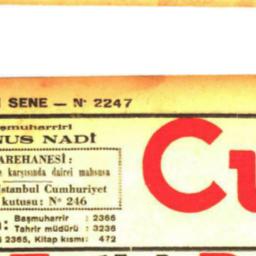 SENE — Nº 2247
Başmuharriri
NUS NADİ
AREHANESİ :
karşısında dairei mahsusa
İstanbul Cumhuriyet
kutusu: Nº 246
Cu
Başmuharrir : 2366
Tahrir müdürü : 3236
2365, Kitap kısmı: 472